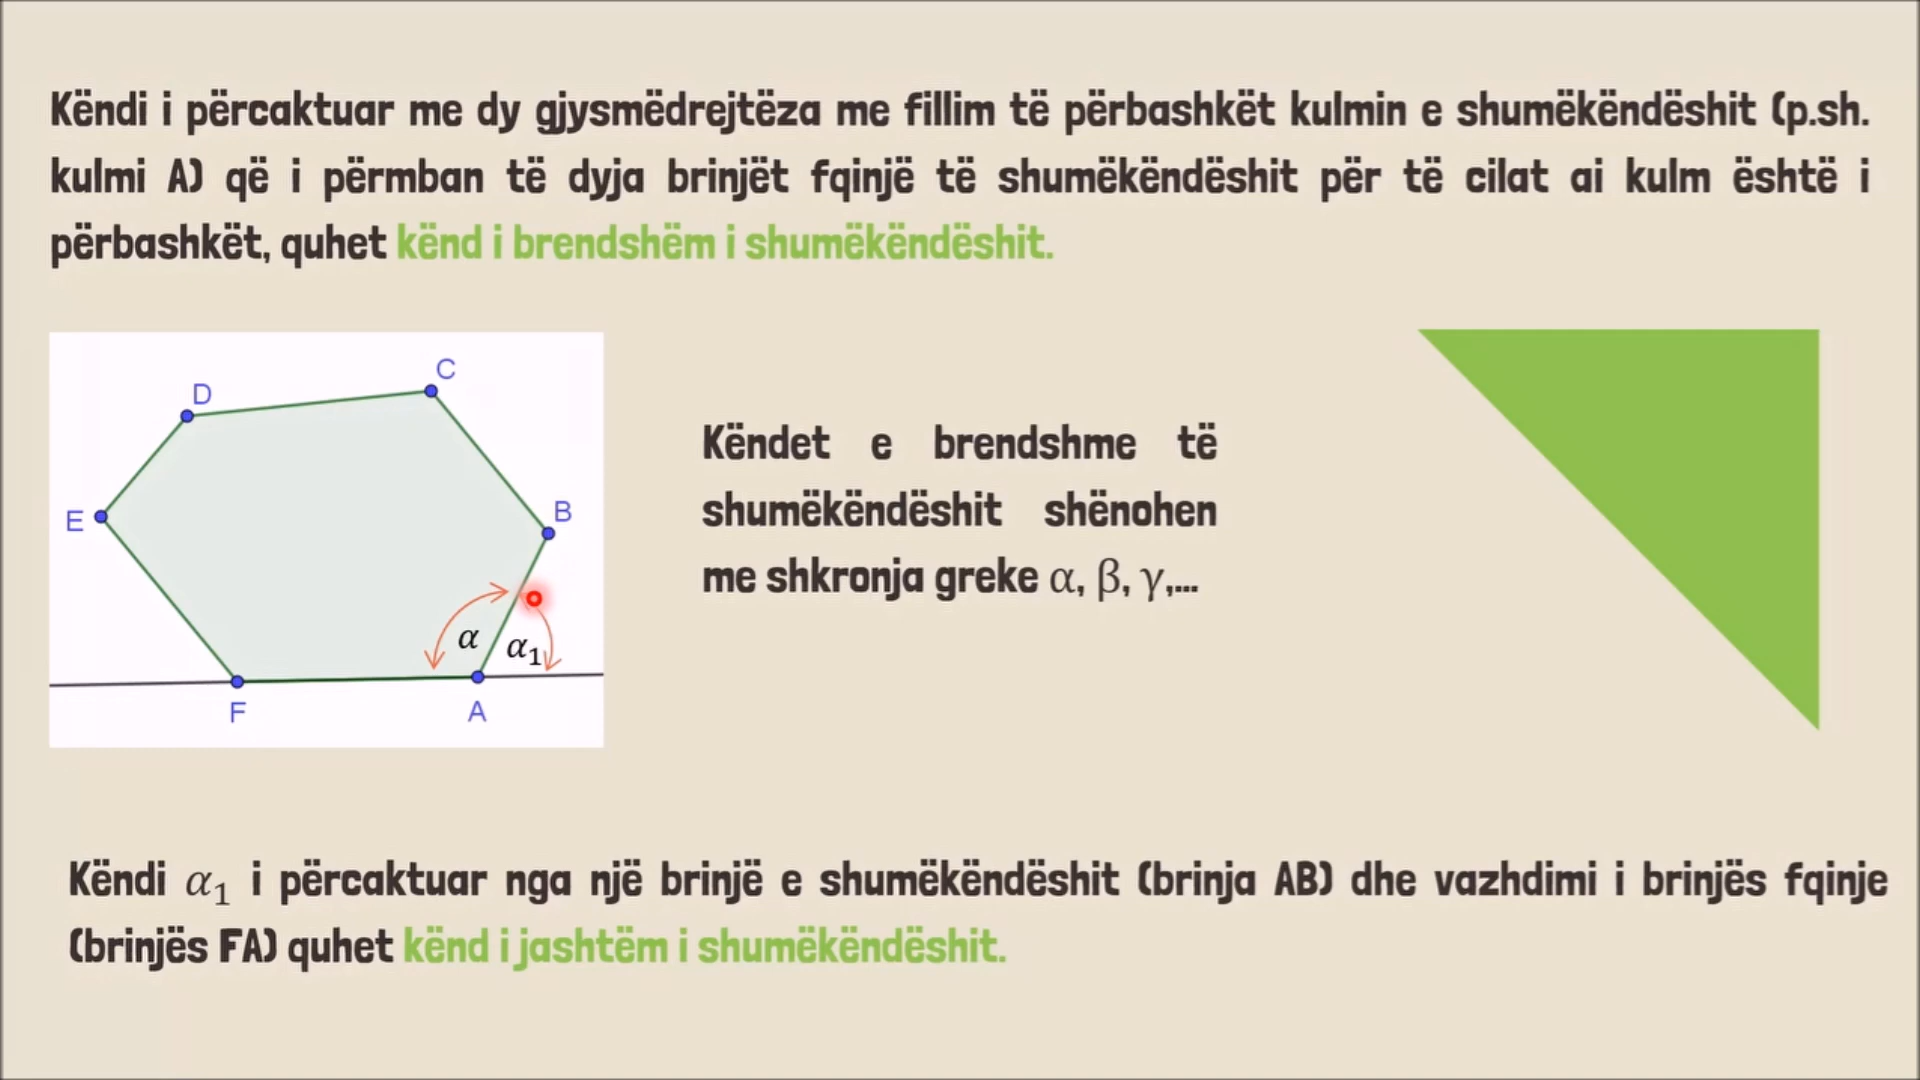 Këndi i përcaktuar me dy gjysmëdrejtëza me fillim të përbashkët kulmin e shumëkëndëshit (p.sh.
kulmi A) që i përmban të dyja brinjët fqinjë të shumëkëndëshit për të cilat ai kulm është i
përbashkët, quhet kënd i brendshëm i shumëkëndëshit.
C
D
B
E
α
α₁
F
A
Këndet e brendshme të
shumëkëndëshit shënohen
me shkronja greke α, β, γ,...
Këndi α₁ i përcaktuar nga një brinjë e shumëkëndëshit (brinja AB) dhe vazhdimi i brinjës fqinje
(brinjës FA) quhet kënd i jashtëm i shumëkëndëshit.